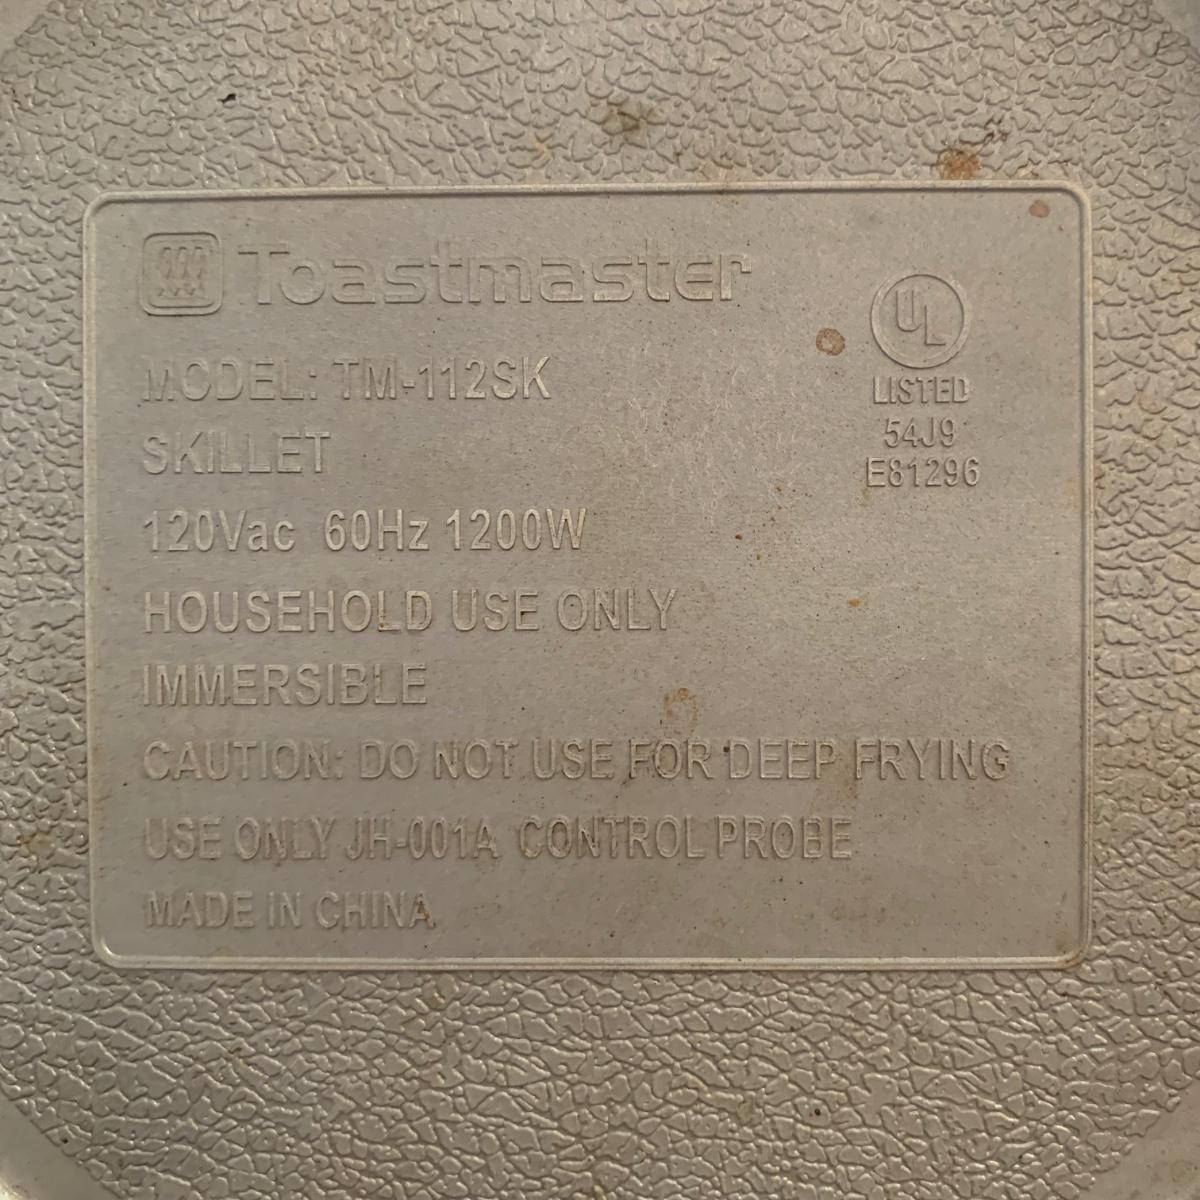 Toastmaster
MODEL: TM-112SK
SKILLET
120Vac 60Hz 1200W
HOUSEHOLD USE ONLY
IMMERSIBLE
CAUTION: DO NOT USE FOR DEEP FRYING
USE ONLY JH-001A CONTROL PROBE
MADE IN CHINA
UL
LISTED
54J9
E81296